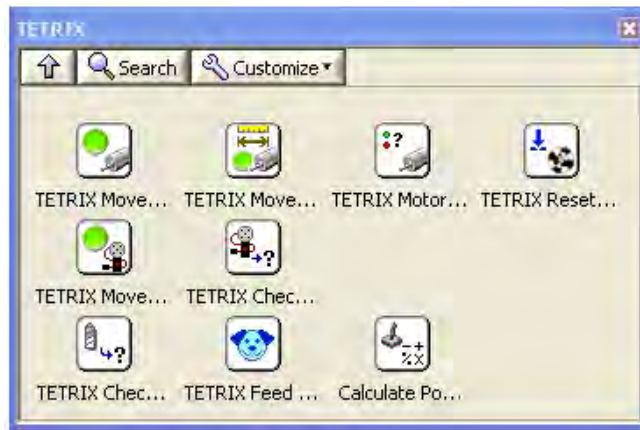 TETRIX
Search Customize
TETRIX Move... TETRIX Move... TETRIX Motor... TETRIX Reset...
TETRIX Move... TETRIX Chec...
TETRIX Chec... TETRIX Feed ... Calculate Po...